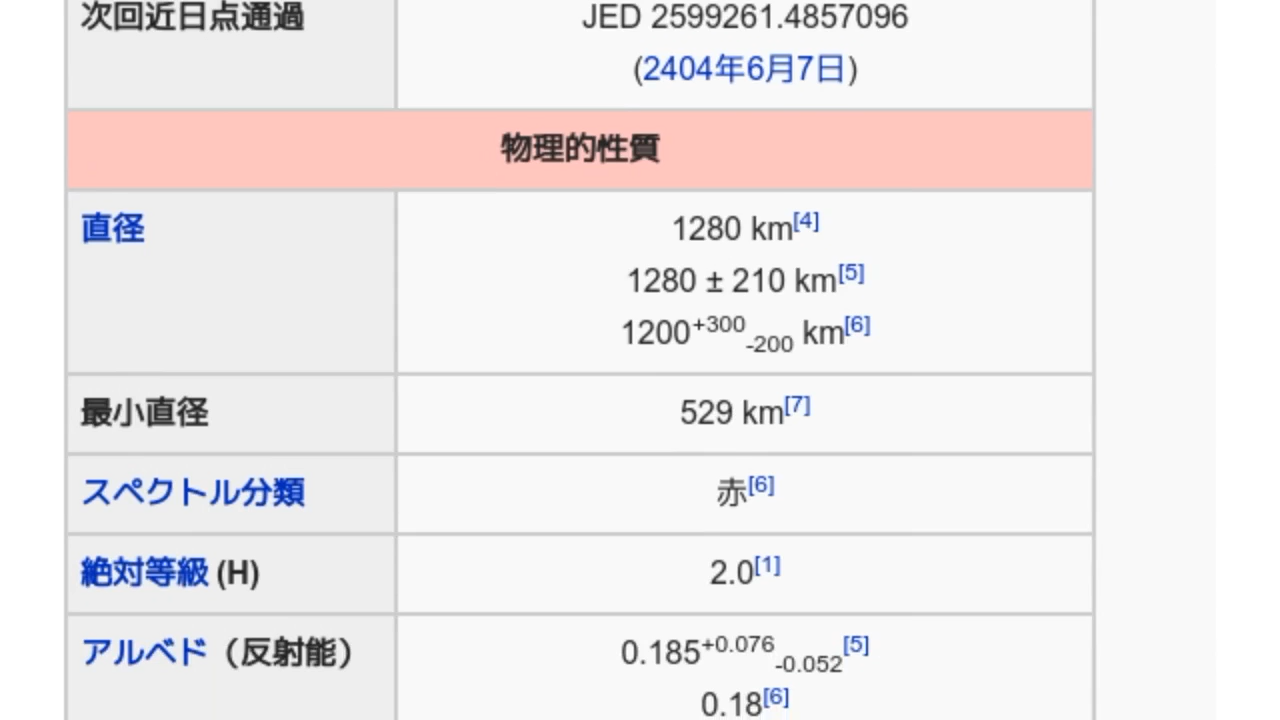 次回近日点通過
JED 2599261.4857096
(2404年6月7日)
物理的性質
直径
1280 km[4]
1280 ± 210 km[5]
1200+300-200 km[6]
最小直径
529 km[7]
スペクトル分類
赤[6]
絶対等級 (H)
2.0[1]
アルベド（反射能）
0.185+0.076-0.052[5]
0.18[6]